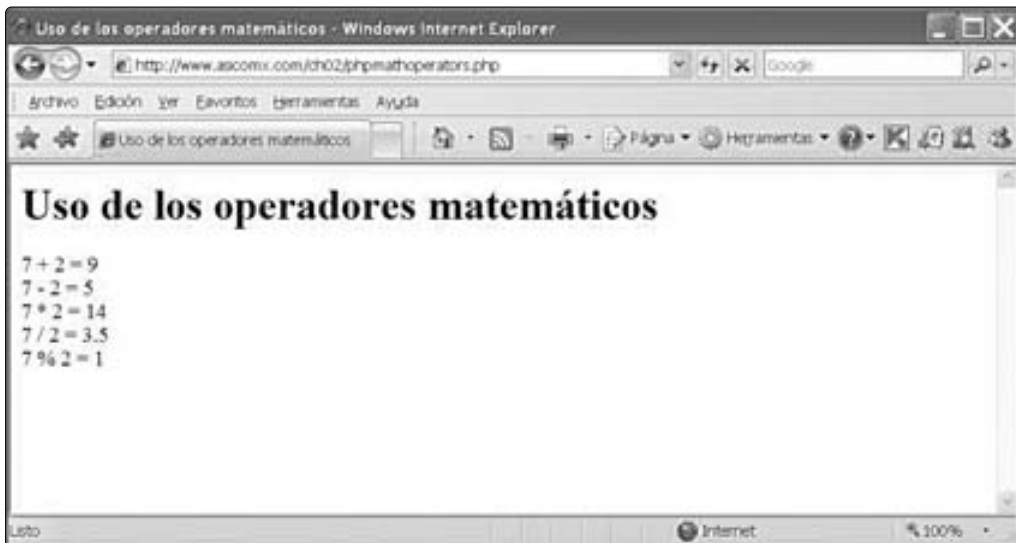 Uso de los operadores matemáticos - Windows Internet Explorer
http://www.ascomx.com/ch02/phpmathoperators.php
Google
Archivo Edición Ver Favoritos Herramientas Ayuda
Uso de los operadores matemáticos
Página
Herramientas
Uso de los operadores matemáticos
7 + 2 = 9
7 - 2 = 5
7 * 2 = 14
7 / 2 = 3.5
7 % 2 = 1
Listo
Internet
100%